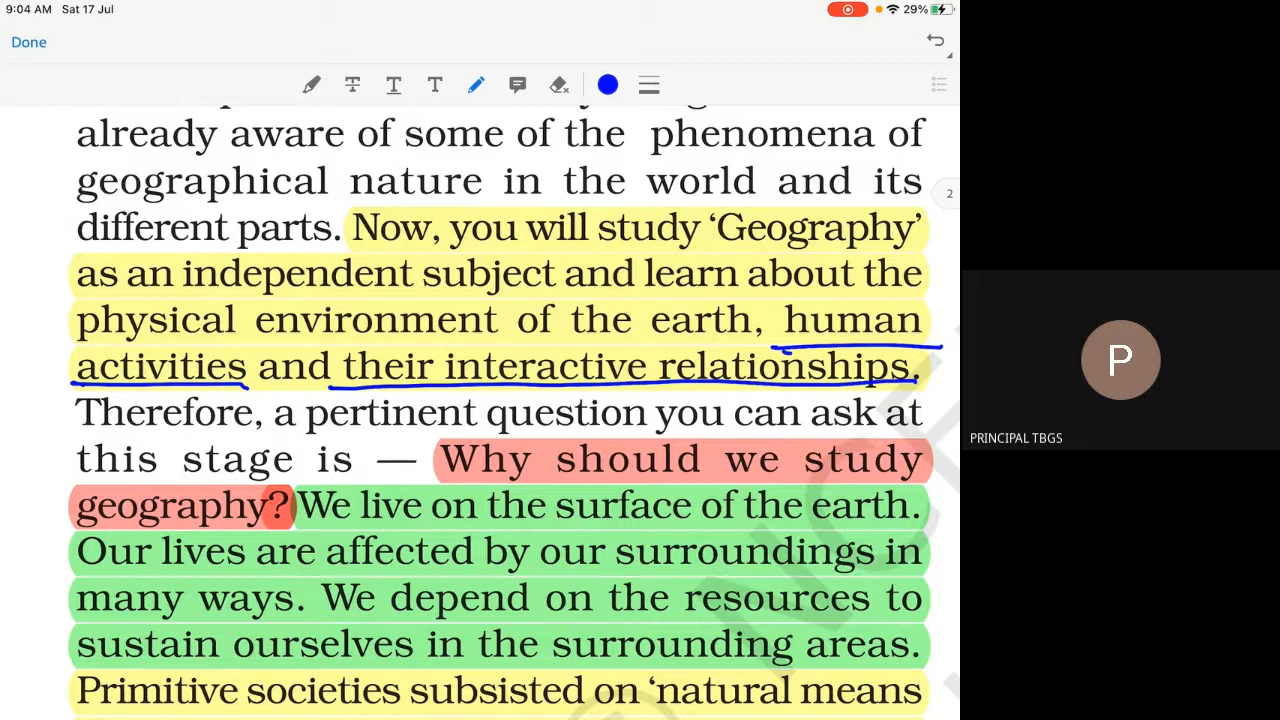 9:04 AM Sat 17 Jul
29%
Done
already aware of some of the phenomena of
geographical nature in the world and its
2
different parts. Now, you will study ‘Geography’
as an independent subject and learn about the
physical environment of the earth, human
activities and their interactive relationships.
Therefore, a pertinent question you can ask at
this stage is — Why should we study
geography? We live on the surface of the earth.
Our lives are affected by our surroundings in
many ways. We depend on the resources to
sustain ourselves in the surrounding areas.
Primitive societies subsisted on ‘natural means
P
PRINCIPAL TBGS